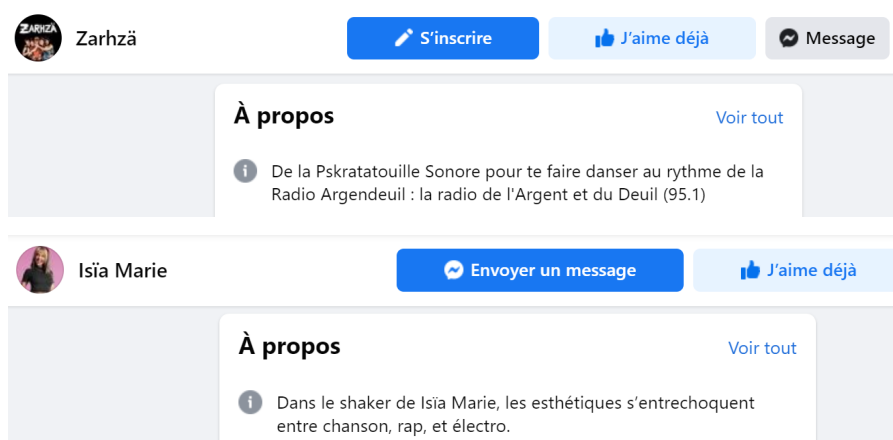 ZARHZÄ
Zarhzä
S'inscrire
J'aime déjà
Message
À propos
Voir tout
De la Pskratatouille Sonore pour te faire danser au rythme de la
Radio Argendeuil : la radio de l'Argent et du Deuil (95.1)
Isïa Marie
Envoyer un message
J'aime déjà
À propos
Voir tout
Dans le shaker de Isïa Marie, les esthétiques s’entrechoquent
entre chanson, rap, et électro.